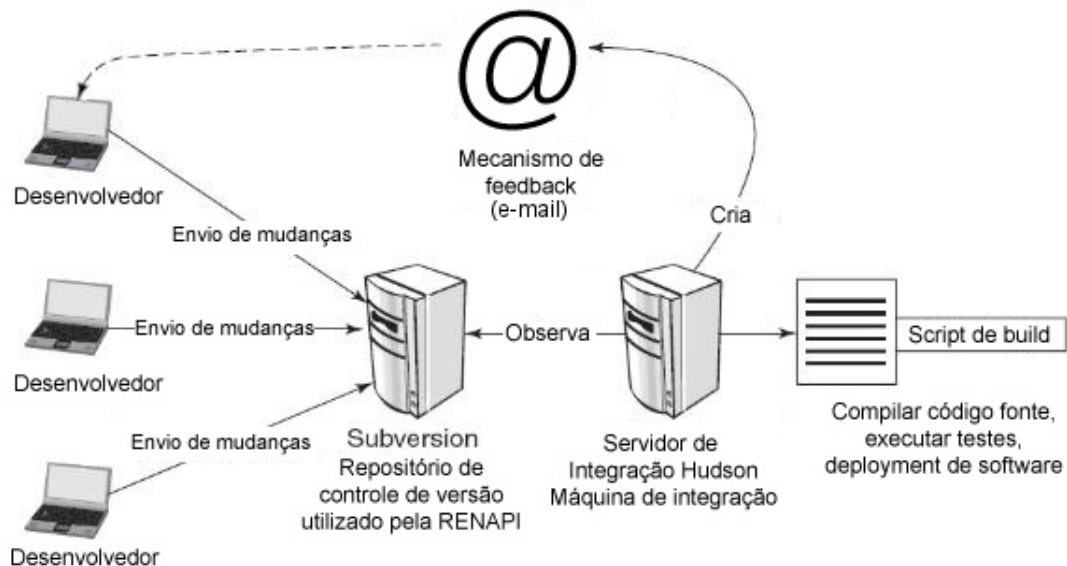 @
Mecanismo de
feedback
(e-mail)
Desenvolvedor
Envio de mudanças
Cria
Desenvolvedor
Envio de mudanças
Observa
Script de build
Desenvolvedor
Envio de mudanças
Subversion
Repositório de
controle de versão
utilizado pela RENAPI
Servidor de
Integração Hudson
Máquina de integração
Compilar código fonte,
executar testes,
deployment de software